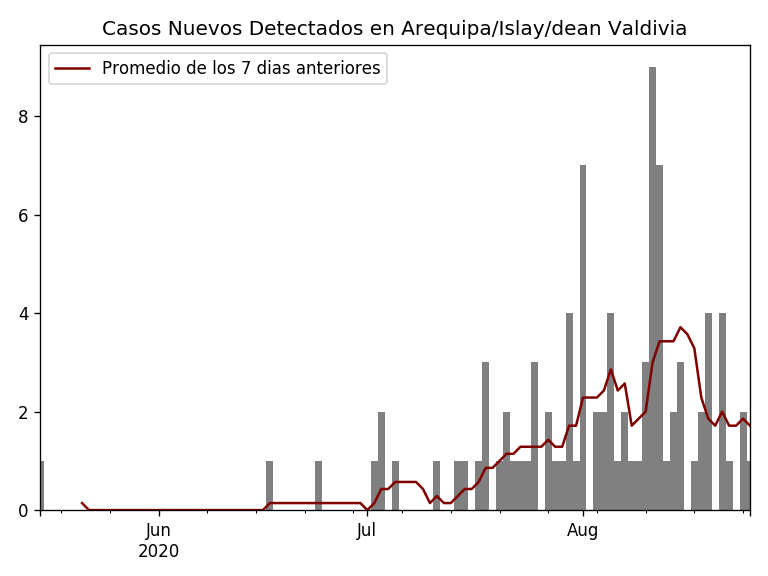 Casos Nuevos Detectados en Arequipa/Islay/dean Valdivia
Promedio de los 7 dias anteriores
8
6
4
2
0
Jun
2020
Jul
Aug